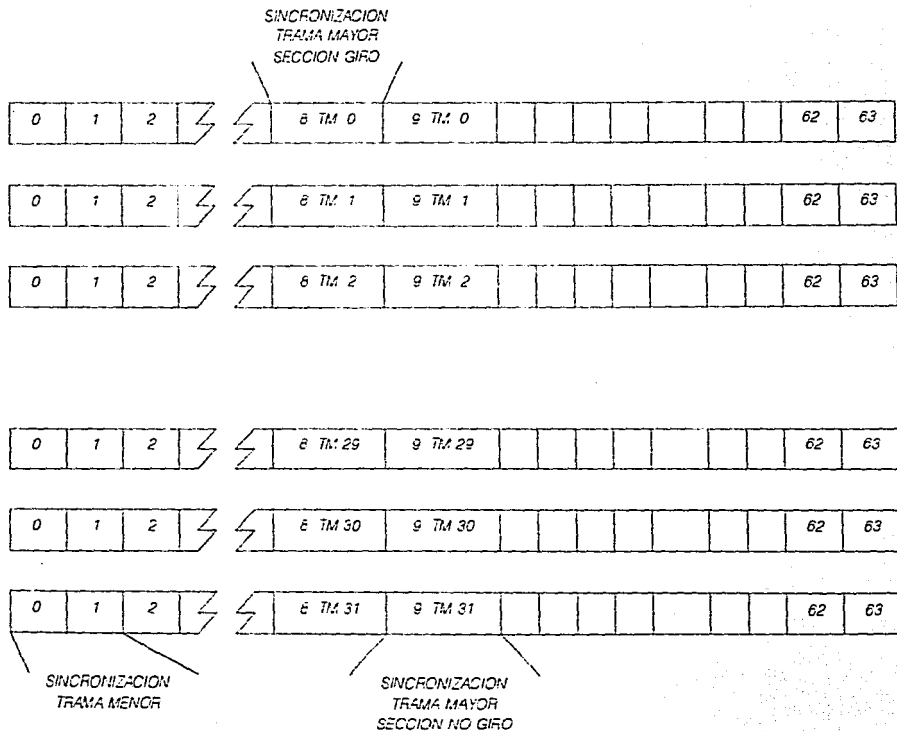 SINCRONIZACION
TRAMA MAYOR
SECCION GIRO
0 1 2 8 TM 0 9 TM 0 62 63
0 1 2 8 TM 1 9 TM 1 62 63
0 1 2 8 TM 2 9 TM 2 62 63
0 1 2 8 TM 29 9 TM 29 62 63
0 1 2 8 TM 30 9 TM 30 62 63
0 1 2 8 TM 31 9 TM 31 62 63
SINCRONIZACION
TRAMA MENOR
SINCRONIZACION
TRAMA MAYOR
SECCION NO GIRO